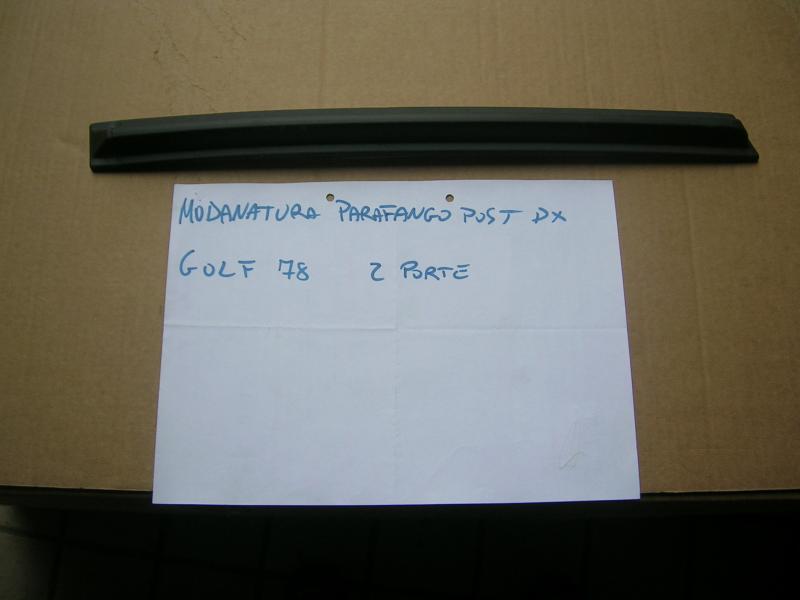 MODANATURA PARAFANGO POST DX
GOLF 78 2 PORTE